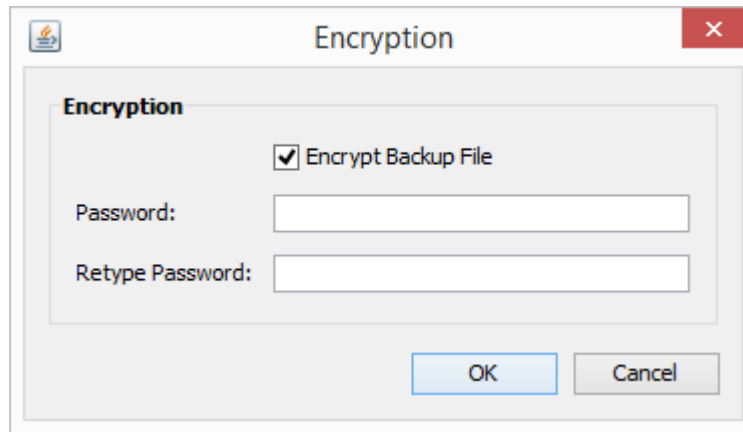 Encryption
Encryption
Encrypt Backup File
Password:
Retype Password:
OK Cancel